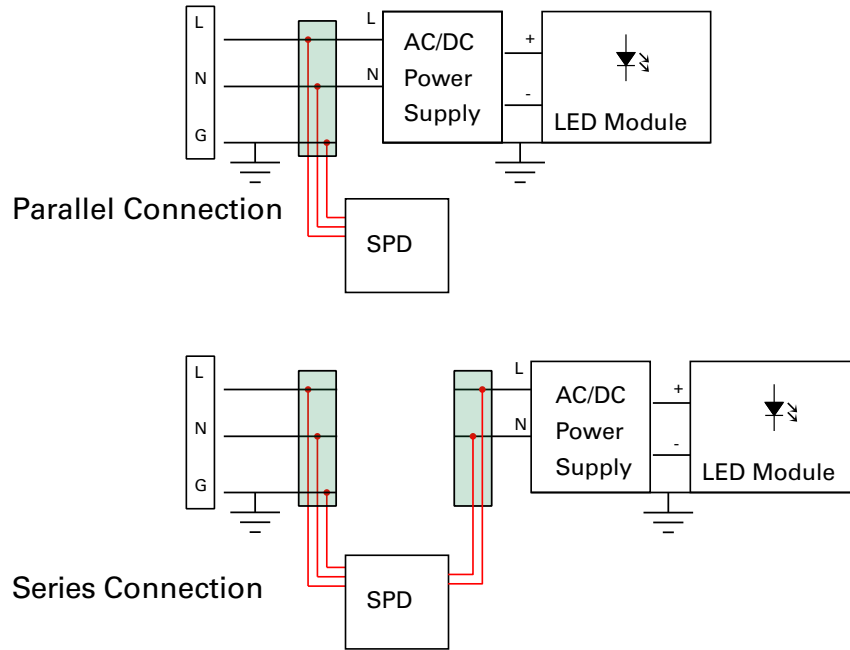 L
L
AC/DC
+
N
N
Power
-
Supply
LED Module
G
Parallel Connection
SPD
L
L
AC/DC
+
N
N
Power
-
Supply
LED Module
G
Series Connection
SPD